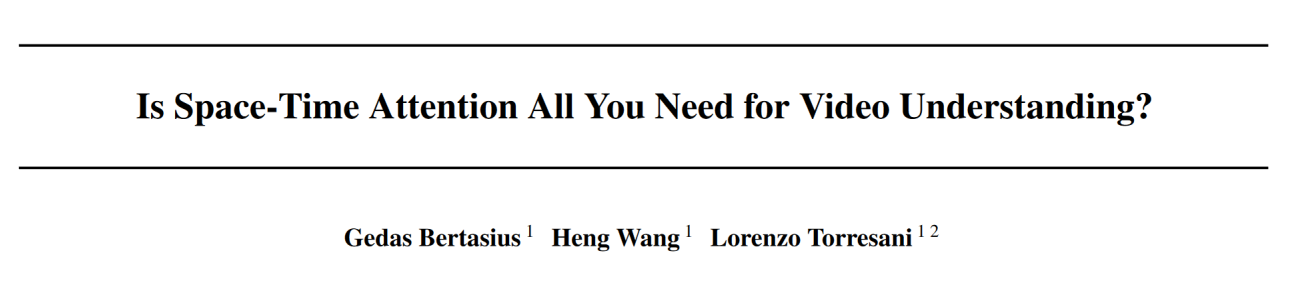 Is Space-Time Attention All You Need for Video Understanding?
Gedas Bertasius 1 Heng Wang 1 Lorenzo Torresani 1 2